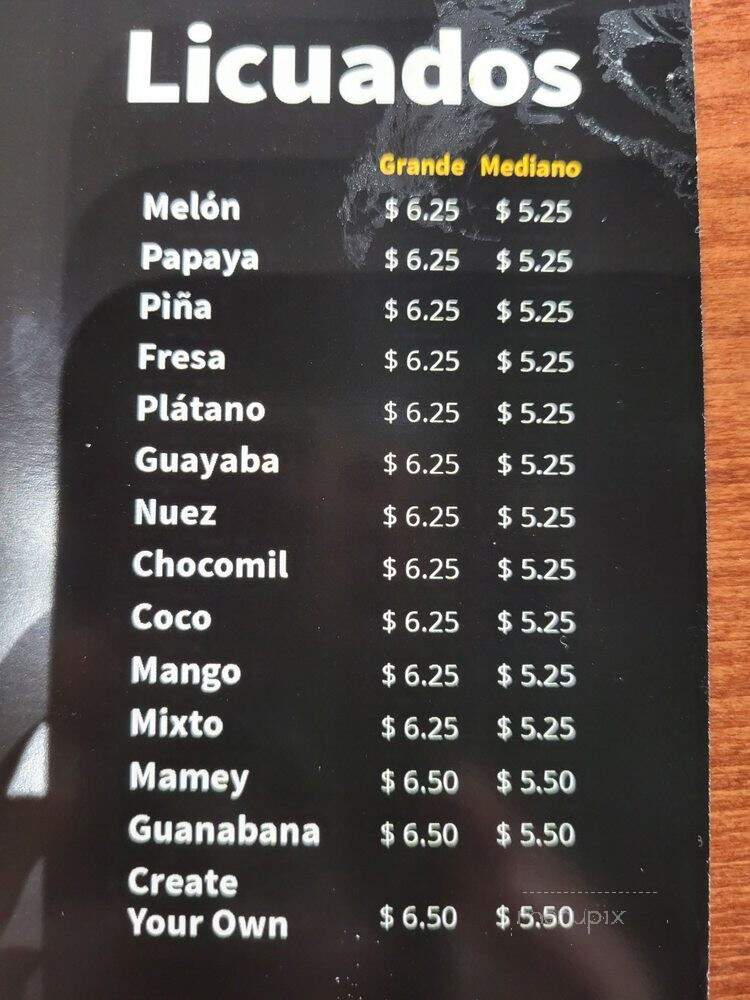 Licuados
Grande Mediano
Melón $ 6.25 $ 5.25
Papaya $ 6.25 $ 5.25
Piña $ 6.25 $ 5.25
Fresa $ 6.25 $ 5.25
Plátano $ 6.25 $ 5.25
Guayaba $ 6.25 $ 5.25
Nuez $ 6.25 $ 5.25
Chocomil $ 6.25 $ 5.25
Coco $ 6.25 $ 5.25
Mango $ 6.25 $ 5.25
Mixto $ 6.25 $ 5.25
Mamey $ 6.50 $ 5.50
Guanabana $ 6.50 $ 5.50
Create
Your Own $ 6.50 $ 5.50
menupix